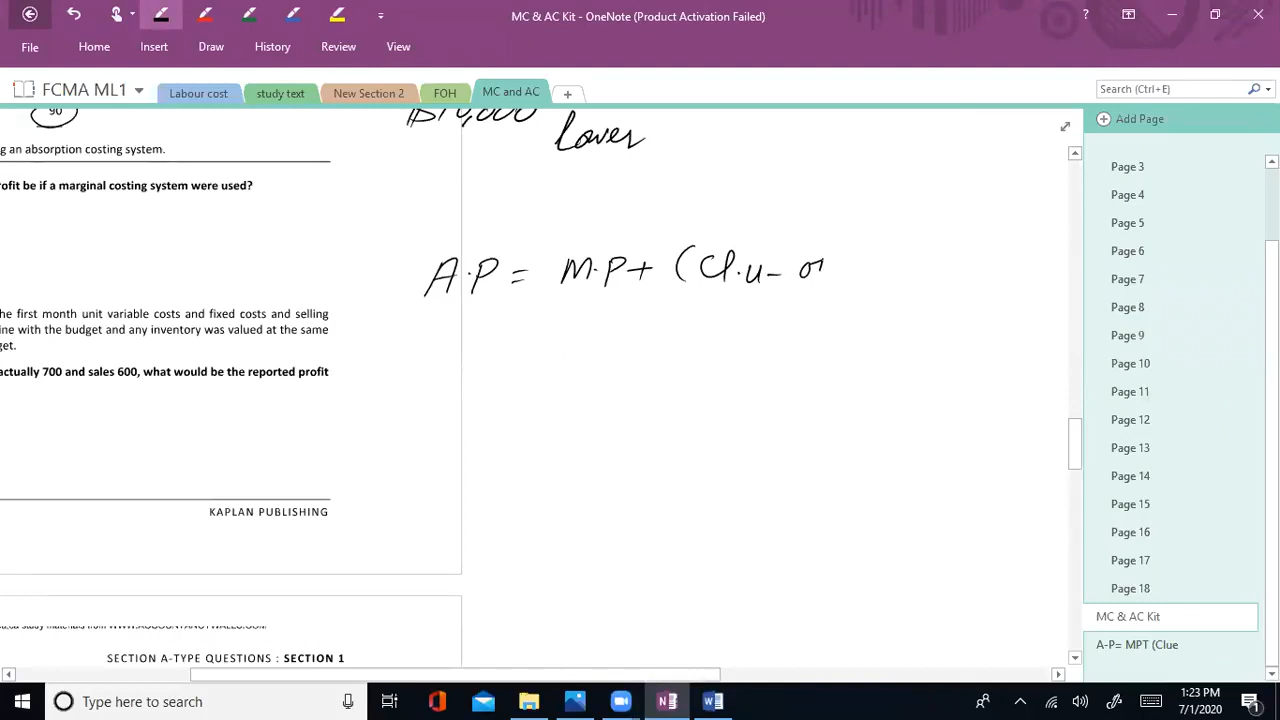 MC & AC Kit - OneNote (Product Activation Failed)
?
File
Home
Insert
Draw
History
Review
View
FCMA ML1
Labour cost
study text
New Section 2
FOH
MC and AC
Search (Ctrl+E)
Add Page
90
Lower
ng an absorption costing system.
rofit be if a marginal costing system were used?
A.P = M.P + (Cl.u - or
he first month unit variable costs and fixed costs and selling
ine with the budget and any inventory was valued at the same
get.
actually 700 and sales 600, what would be the reported profit
KAPLAN PUBLISHING
SECTION A-TYPE QUESTIONS : SECTION 1
Page 3
Page 4
Page 5
Page 6
Page 7
Page 8
Page 9
Page 10
Page 11
Page 12
Page 13
Page 14
Page 15
Page 16
Page 17
Page 18
MC & AC Kit
A-P= MPT (Clue
Type here to search
1:23 PM
7/1/2020